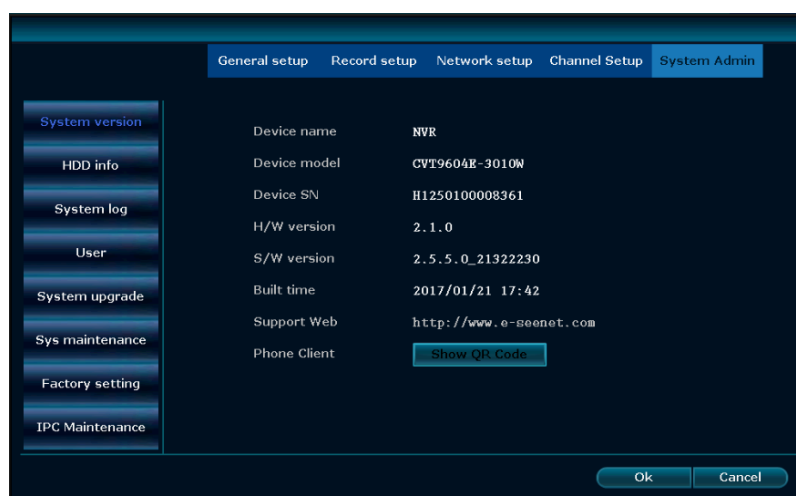 General setup Record setup Network setup Channel Setup System Admin
System version
HDD info
System log
User
System upgrade
Sys maintenance
Factory setting
IPC Maintenance
Device name NVR
Device model CVT9604E-3010W
Device SN H1250100008361
H/W version 2.1.0
S/W version 2.5.5.0_21322230
Built time 2017/01/21 17:42
Support Web http://www.e-seenet.com
Phone Client Show QR Code
Ok Cancel